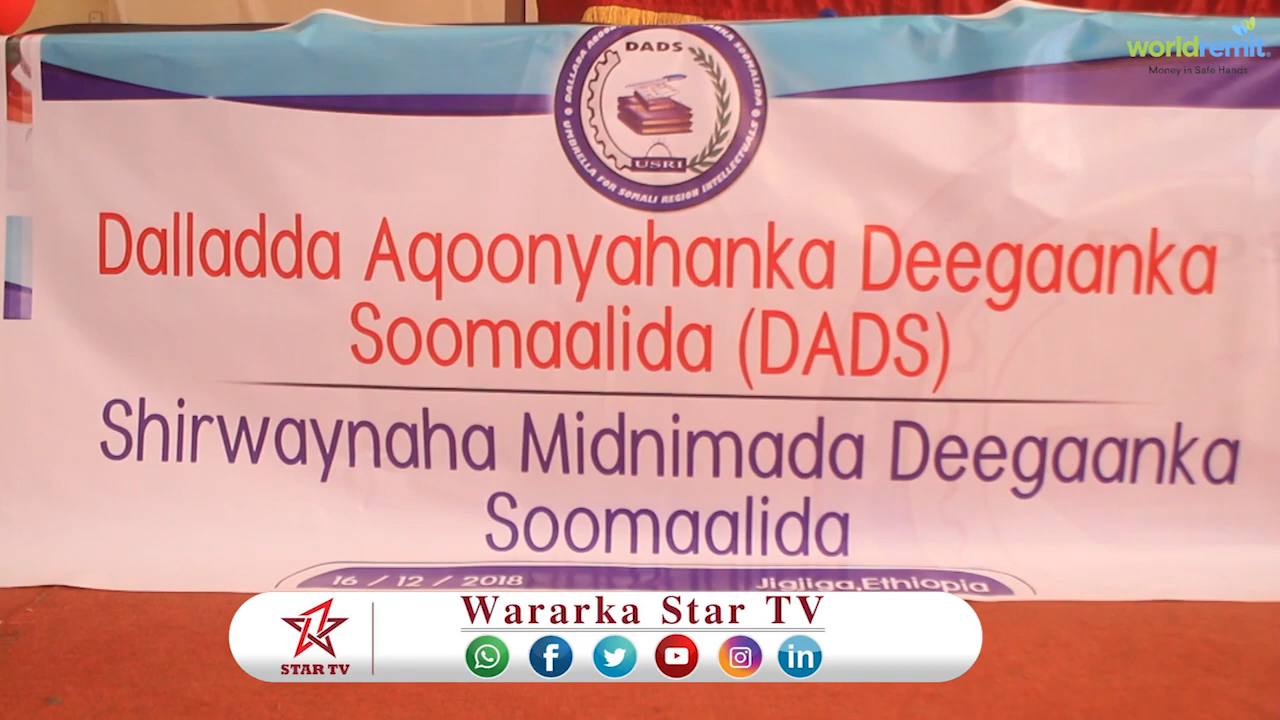 worldremit
Money in Safe Hands
DADS
USRI
UMBRELLA FOR SOMALI REGION INTELLECTUALS
Dalladda Aqoonyahanka Deegaanka
Soomaalida (DADS)
Shirwaynaha Midnimada Deegaanka
Soomaalida
16 / 12 / 2018
Jigjiga,Ethiopia
Wararka Star TV
STAR TV